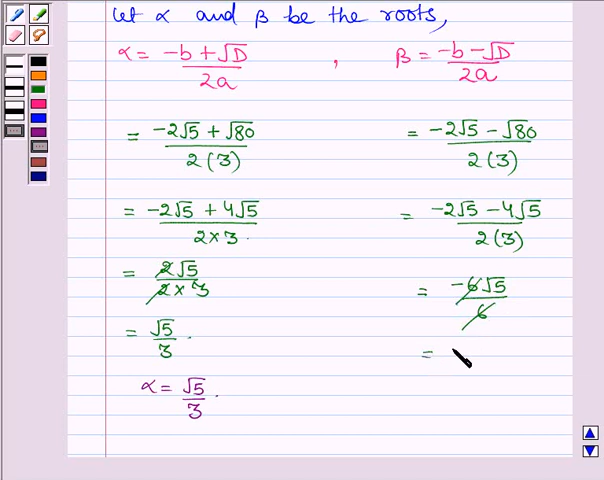 Let α and β be the roots,
α = (-b + √D)/2a , β = (-b - √D)/2a
= (-2√5 + √80)/2(3) = (-2√5 - √80)/2(3)
= (-2√5 + 4√5)/2×3. = (-2√5 - 4√5)/2(3)
= 2√5/2×3 = -6√5/6
= √5/3. =
α = √5/3.